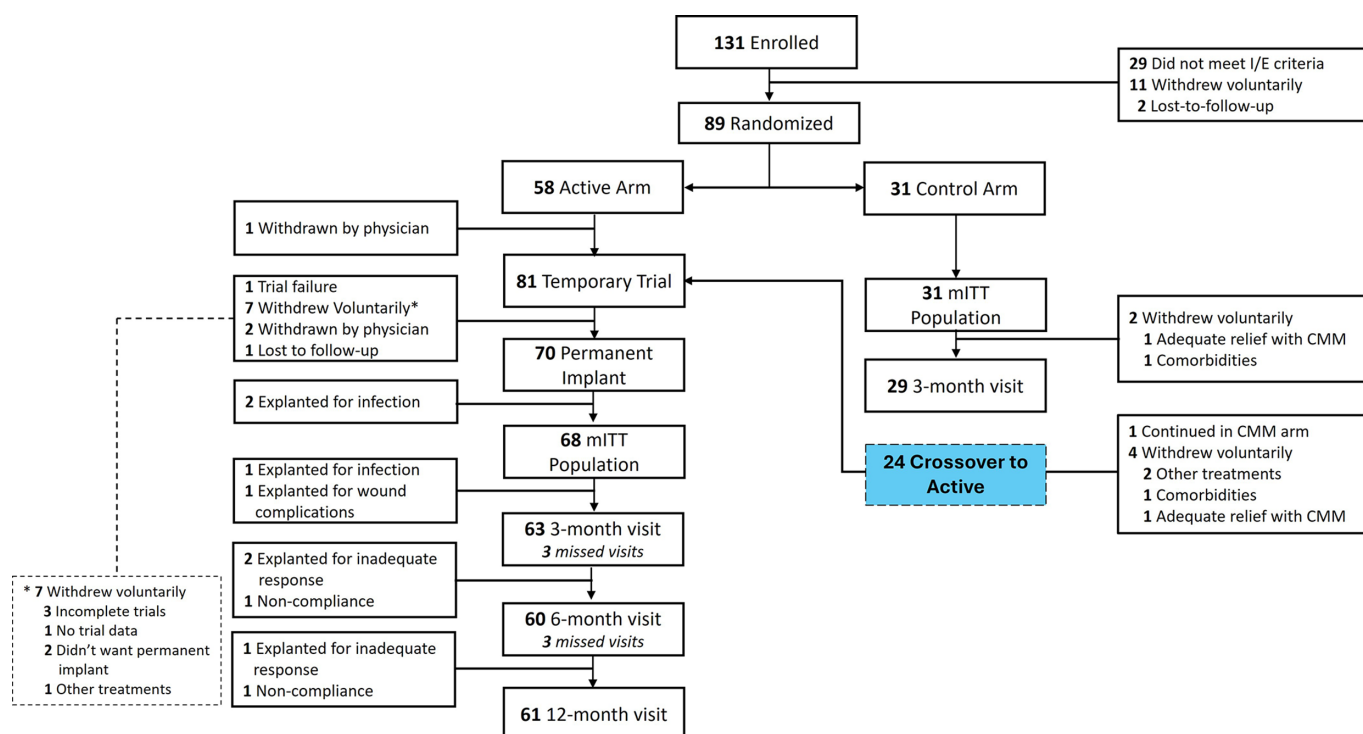 131 Enrolled
29 Did not meet I/E criteria
11 Withdrew voluntarily
2 Lost-to-follow-up
89 Randomized
58 Active Arm
31 Control Arm
1 Withdrawn by physician
81 Temporary Trial
1 Trial failure
7 Withdrew Voluntarily*
2 Withdrawn by physician
1 Lost to follow-up
31 mITT
Population
2 Withdrew voluntarily
1 Adequate relief with CMM
1 Comorbidities
70 Permanent
Implant
29 3-month visit
2 Explanted for infection
68 mITT
Population
24 Crossover to
Active
1 Continued in CMM arm
4 Withdrew voluntarily
2 Other treatments
1 Comorbidities
1 Adequate relief with CMM
1 Explanted for infection
1 Explanted for wound
complications
63 3-month visit
3 missed visits
2 Explanted for inadequate
response
1 Non-compliance
* 7 Withdrew voluntarily
3 Incomplete trials
1 No trial data
2 Didn't want permanent
implant
1 Other treatments
60 6-month visit
3 missed visits
1 Explanted for inadequate
response
1 Non-compliance
61 12-month visit